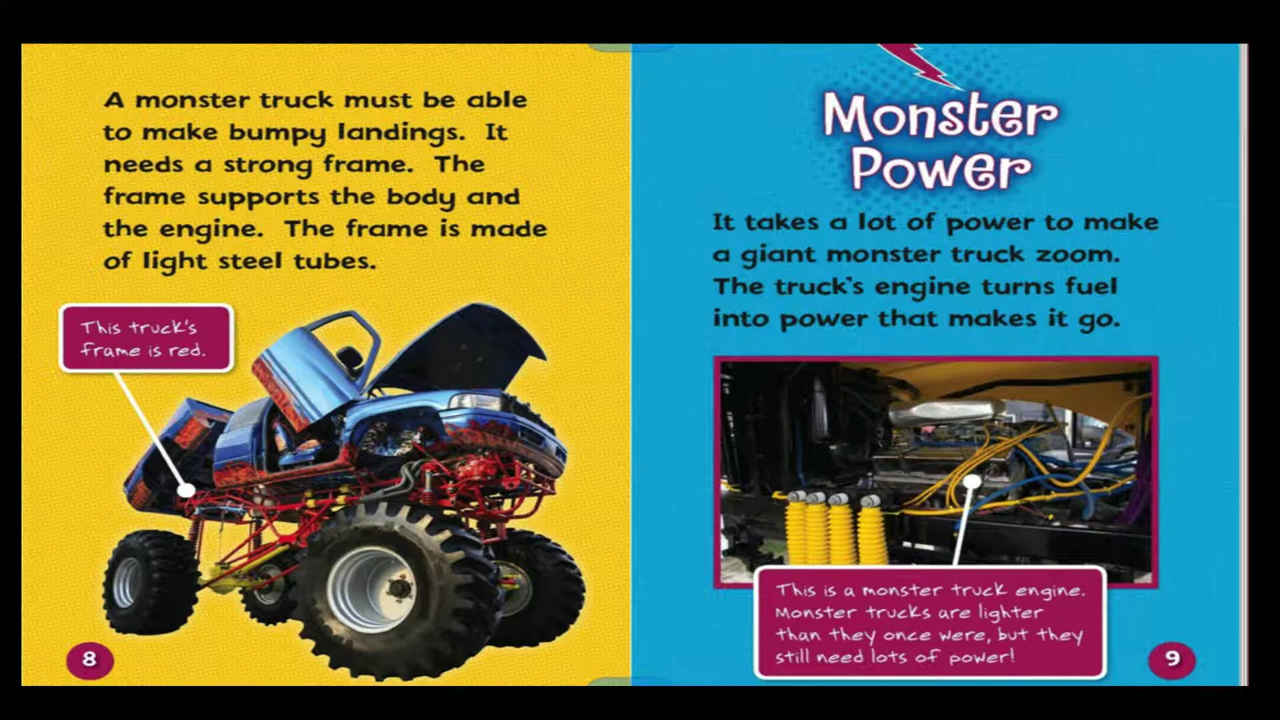 A monster truck must be able
to make bumpy landings. It
needs a strong frame. The
frame supports the body and
the engine. The frame is made
of light steel tubes.
This truck's
frame is red.
8
Monster
Power
It takes a lot of power to make
a giant monster truck zoom.
The truck's engine turns fuel
into power that makes it go.
This is a monster truck engine.
Monster trucks are lighter
than they once were, but they
still need lots of power!
9